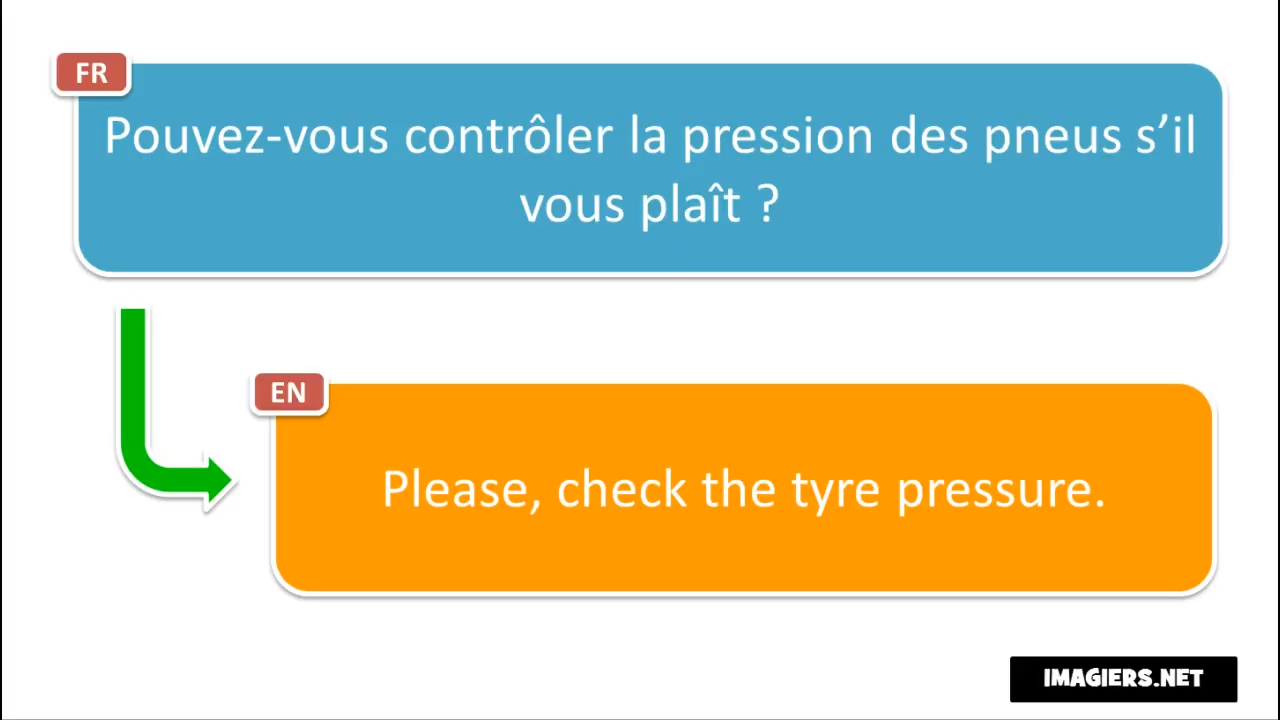 FR
Pouvez-vous contrôler la pression des pneus s’il
vous plaît ?
EN
Please, check the tyre pressure.
IMAGIERS.NET